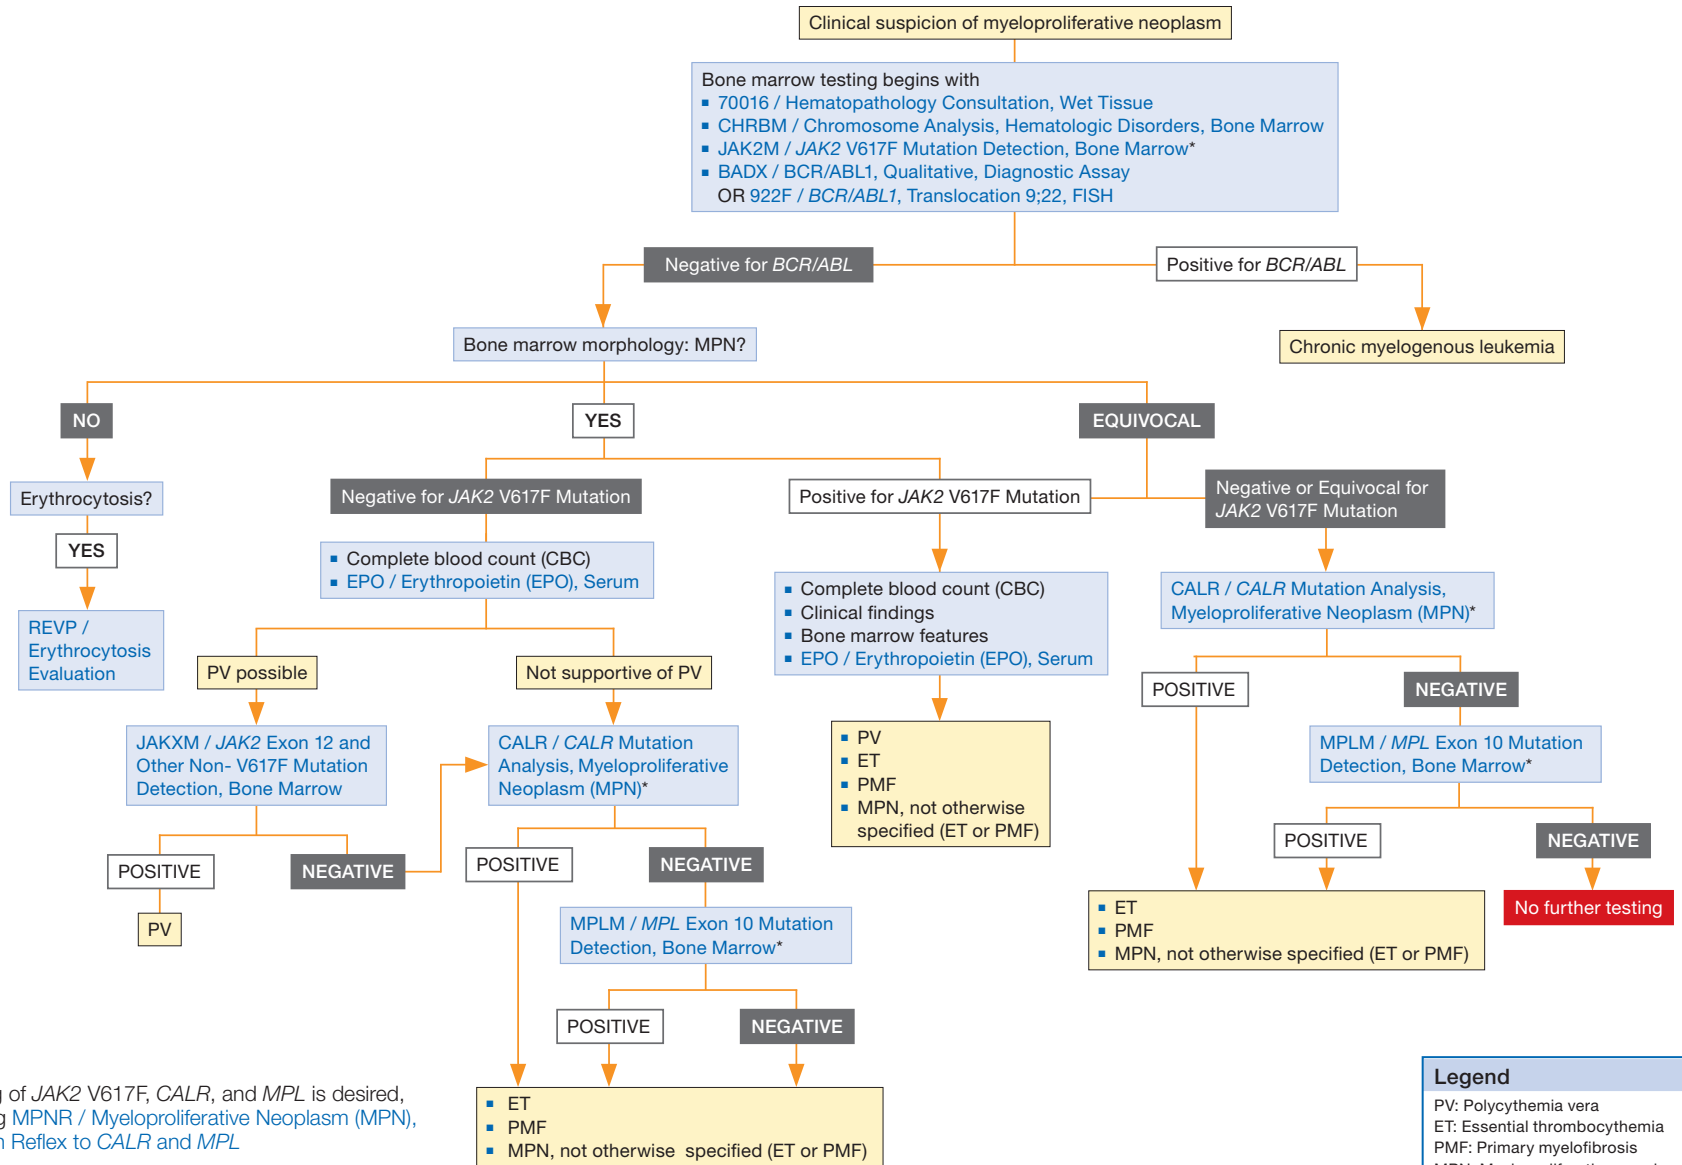 Clinical suspicion of myeloproliferative neoplasm
Bone marrow testing begins with
▪ 70016 / Hematopathology Consultation, Wet Tissue
▪ CHRBM / Chromosome Analysis, Hematologic Disorders, Bone Marrow
▪ JAK2M / JAK2 V617F Mutation Detection, Bone Marrow*
▪ BADX / BCR/ABL1, Qualitative, Diagnostic Assay
OR 922F / BCR/ABL1, Translocation 9;22, FISH
Negative for BCR/ABL
Positive for BCR/ABL
Bone marrow morphology: MPN?
Chronic myelogenous leukemia
NO
YES
EQUIVOCAL
Erythrocytosis?
Negative for JAK2 V617F Mutation
Positive for JAK2 V617F Mutation
Negative or Equivocal for
JAK2 V617F Mutation
YES
▪ Complete blood count (CBC)
▪ EPO / Erythropoietin (EPO), Serum
▪ Complete blood count (CBC)
▪ Clinical findings
▪ Bone marrow features
▪ EPO / Erythropoietin (EPO), Serum
CALR / CALR Mutation Analysis,
Myeloproliferative Neoplasm (MPN)*
REVP /
Erythrocytosis
Evaluation
PV possible
Not supportive of PV
POSITIVE
NEGATIVE
JAKXM / JAK2 Exon 12 and
Other Non- V617F Mutation
Detection, Bone Marrow
CALR / CALR Mutation
Analysis, Myeloproliferative
Neoplasm (MPN)*
▪ PV
▪ ET
▪ PMF
▪ MPN, not otherwise
specified (ET or PMF)
MPLM / MPL Exon 10 Mutation
Detection, Bone Marrow*
POSITIVE
NEGATIVE
POSITIVE
NEGATIVE
POSITIVE
NEGATIVE
PV
MPLM / MPL Exon 10 Mutation
Detection, Bone Marrow*
▪ ET
▪ PMF
▪ MPN, not otherwise specified (ET or PMF)
No further testing
POSITIVE
NEGATIVE
▪ ET
▪ PMF
▪ MPN, not otherwise specified (ET or PMF)
of JAK2 V617F, CALR, and MPL is desired,
MPNR / Myeloproliferative Neoplasm (MPN),
Reflex to CALR and MPL
Legend
PV: Polycythemia vera
ET: Essential thrombocythemia
PMF: Primary myelofibrosis